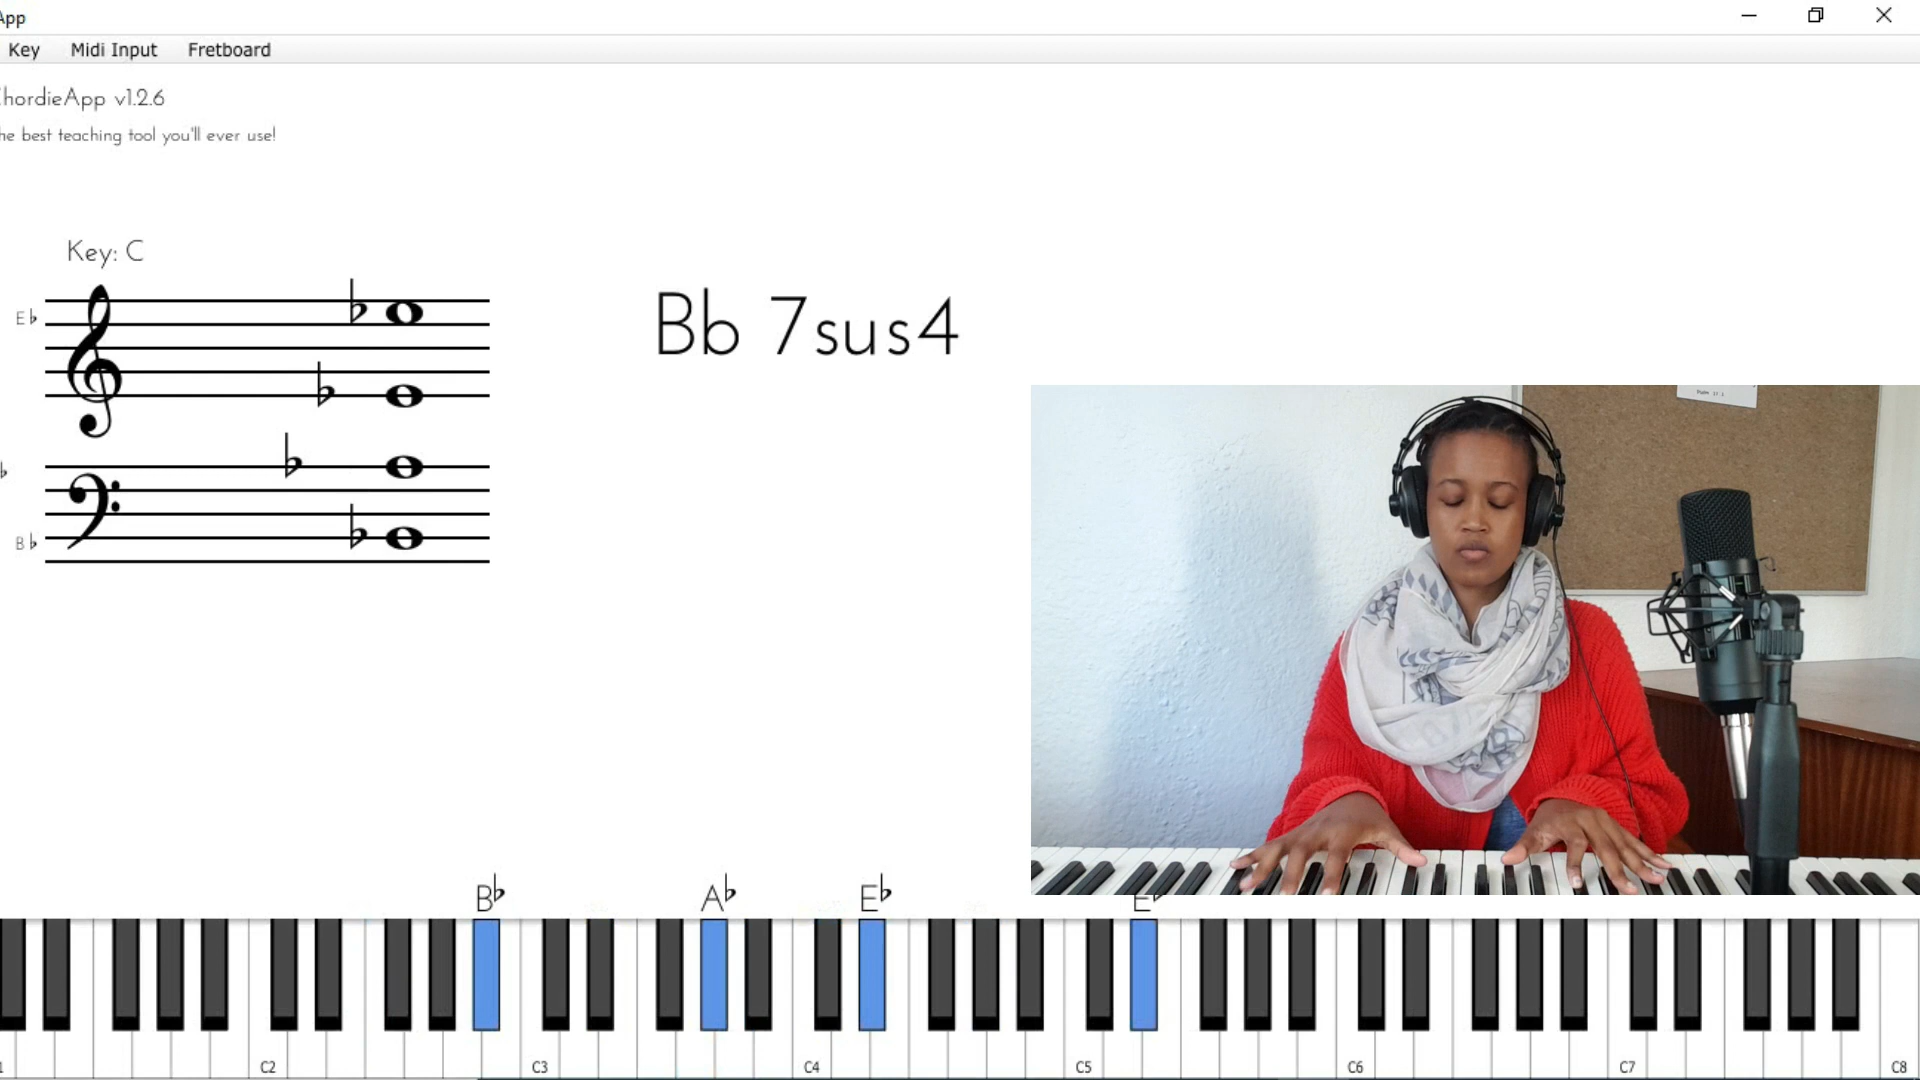 App
Key Midi Input Fretboard
hordieApp v1.2.6
he best teaching tool you'll ever use!
Key: C
E♭
Bb 7sus4
♭
B♭
B♭ A♭ E♭ E♭
C2 C3 C4 C5 C6 C7 C8